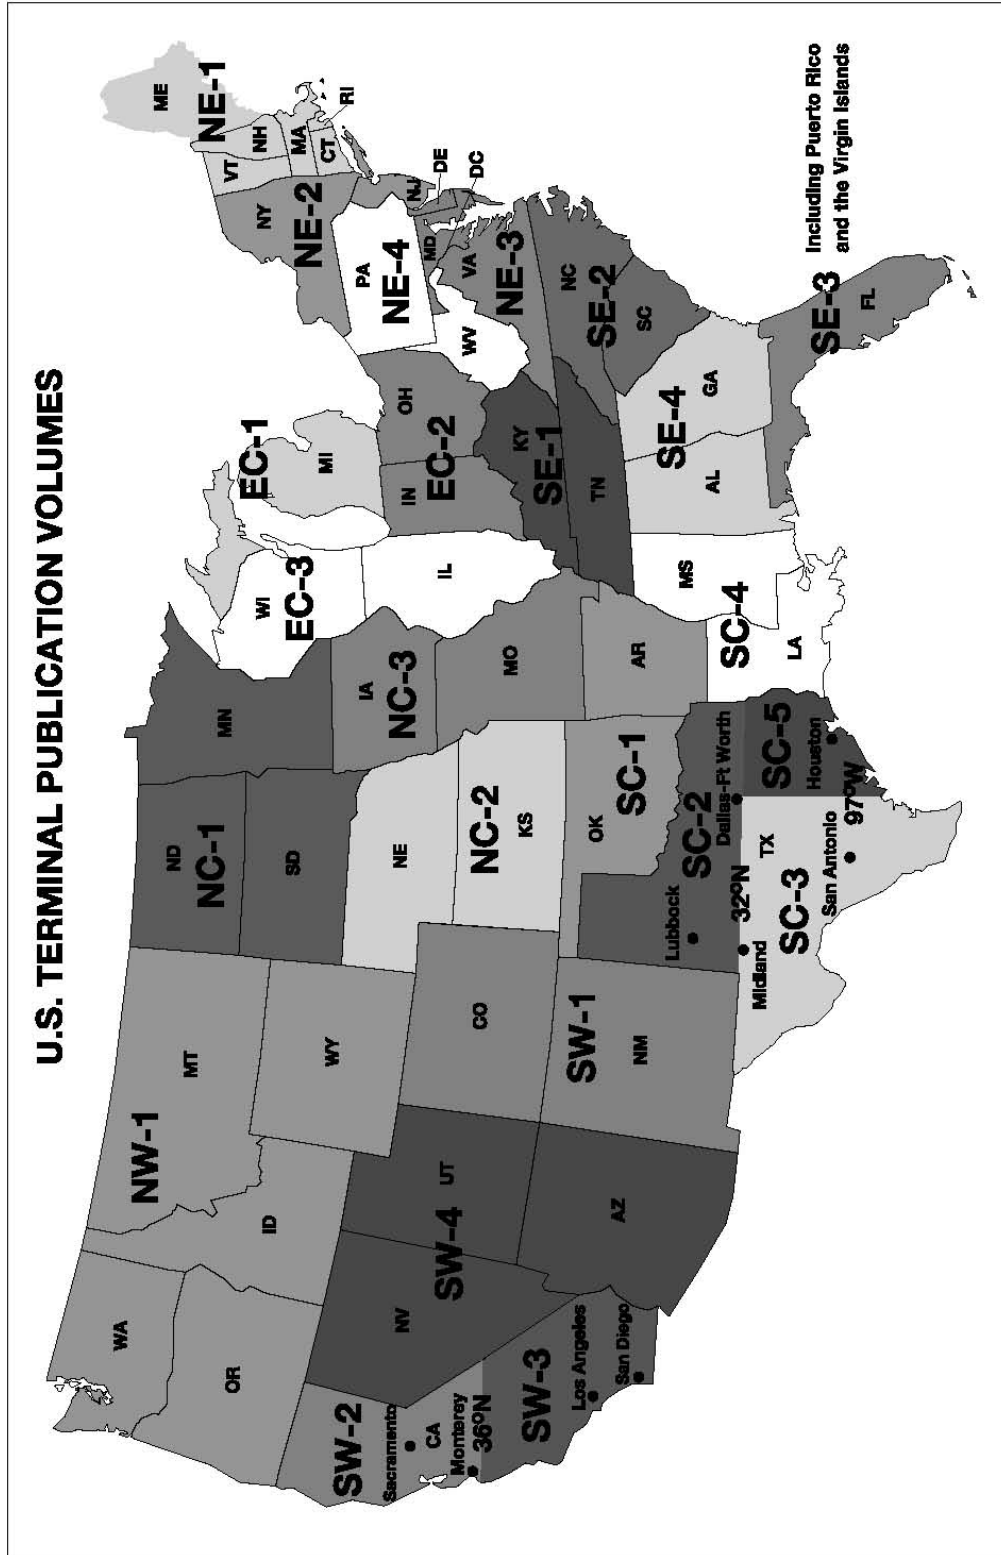 U.S. TERMINAL PUBLICATION VOLUMES
WA
OR
ID
MT
WY
NW-1
SW-2
Sacramento
CA
Monterey
36ºN
SW-3
Los Angeles
San Diego
NV
UT
SW-4
AZ
CO
SW-1
NM
ND
NC-1
SD
MN
NE
NC-2
KS
IA
NC-3
MO
OK
SC-1
AR
Lubbock
SC-2
Dallas-Ft Worth
32ºN
Midland
TX
SC-3
San Antonio
SC-5
Houston
97ºW
WI
EC-3
IL
EC-1
MI
IN
OH
EC-2
KY
SE-1
TN
MS
SC-4
LA
AL
GA
SE-4
NC
SE-2
SC
SE-3
FL
Including Puerto Rico
and the Virgin Islands
ME
NE-1
VT
NH
MA
CT
RI
NY
NE-2
PA
NE-4
WV
NJ
DE
DC
MD
VA
NE-3